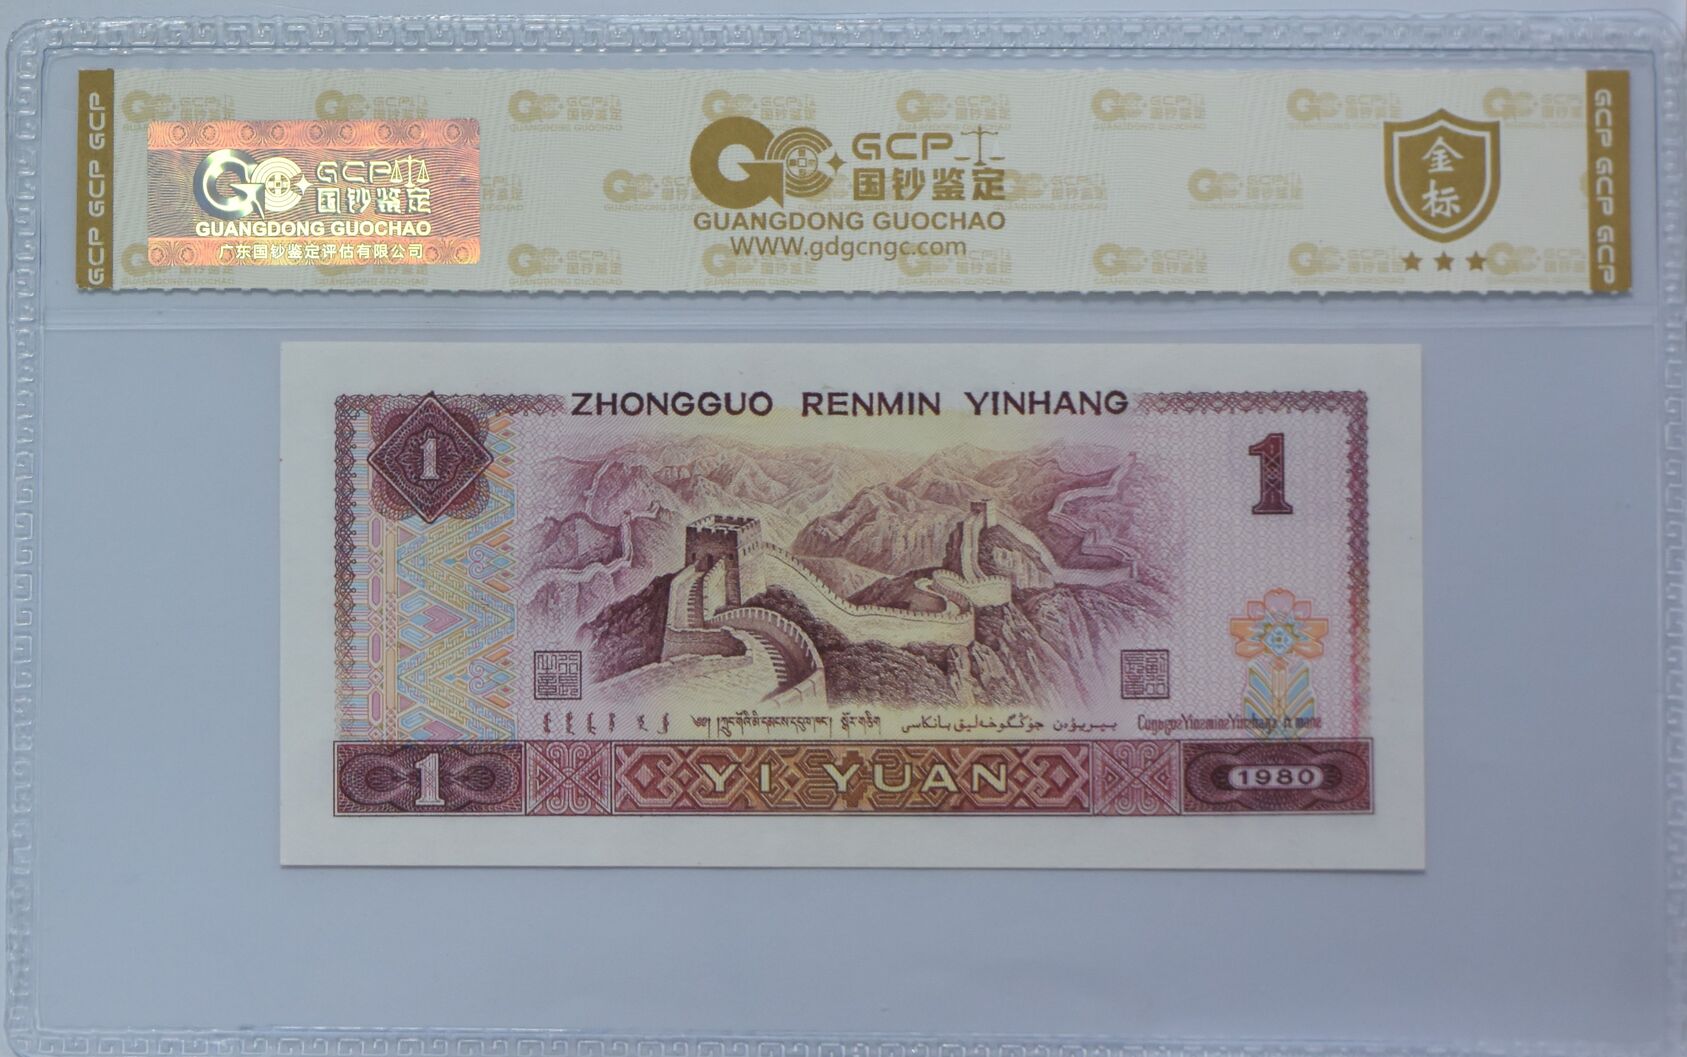 GCP GCP GCP
GCP 国钞鉴定
GUANGDONG GUOCHAO
广东国钞鉴定评估有限公司
GCP
国钞鉴定
GUANGDONG GUOCHAO
WWW.gdgcngc.com
金标
GCP GCP GCP
ZHONGGUO RENMIN YINHANG
1
1
1
YI YUAN
1980